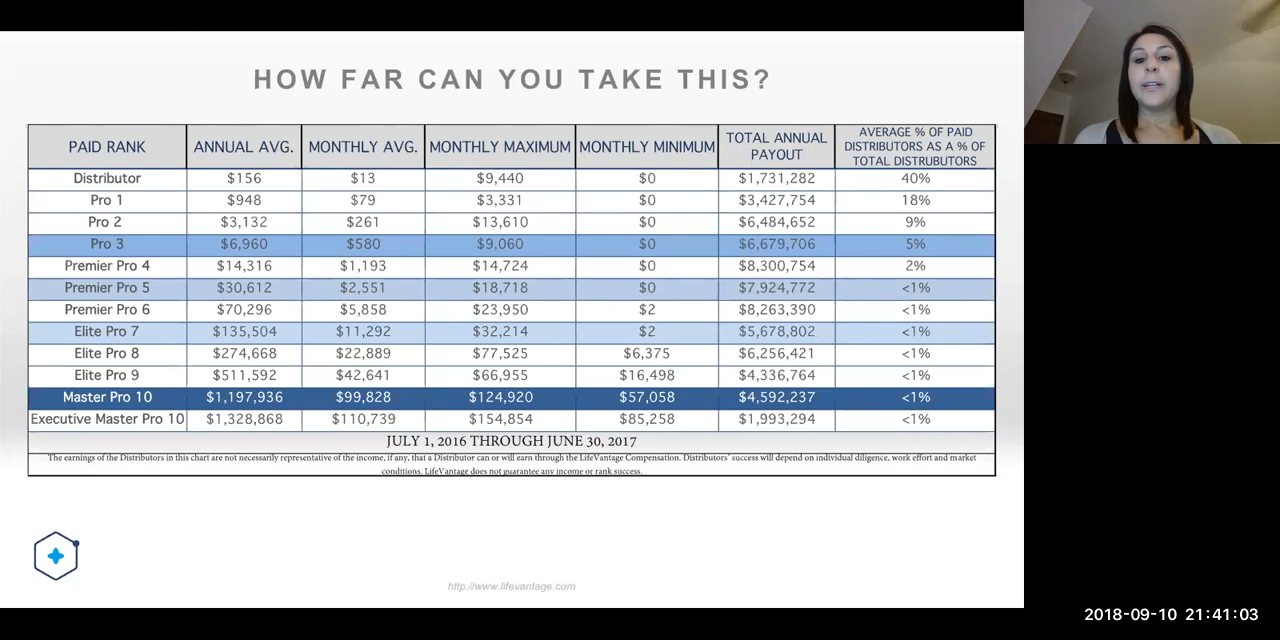 HOW FAR CAN YOU TAKE THIS?
PAID RANK ANNUAL AVG. MONTHLY AVG. MONTHLY MAXIMUM MONTHLY MINIMUM TOTAL ANNUAL PAYOUT AVERAGE % OF PAID DISTRIBUTORS AS A % OF TOTAL DISTRUBUTORS
Distributor $156 $13 $9,440 $0 $1,731,282 40%
Pro 1 $948 $79 $3,331 $0 $3,427,754 18%
Pro 2 $3,132 $261 $13,610 $0 $6,484,652 9%
Pro 3 $6,960 $580 $9,060 $0 $6,679,706 5%
Premier Pro 4 $14,316 $1,193 $14,724 $0 $8,300,754 2%
Premier Pro 5 $30,612 $2,551 $18,718 $0 $7,924,772 <1%
Premier Pro 6 $70,296 $5,858 $23,950 $2 $8,263,390 <1%
Elite Pro 7 $135,504 $11,292 $32,214 $2 $5,678,802 <1%
Elite Pro 8 $274,668 $22,889 $77,525 $6,375 $6,256,421 <1%
Elite Pro 9 $511,592 $42,641 $66,955 $16,498 $4,336,764 <1%
Master Pro 10 $1,197,936 $99,828 $124,920 $57,058 $4,592,237 <1%
Executive Master Pro 10 $1,328,868 $110,739 $154,854 $85,258 $1,993,294 <1%
JULY 1, 2016 THROUGH JUNE 30, 2017
The earnings of the Distributors in this chart are not necessarily representative of the income, if any, that a Distributor can or will earn through the LifeVantage Compensation. Distributors' success will depend on individual diligence, work effort and market
conditions. LifeVantage does not guarantee any income or rank success.
http://www.lifevantage.com
2018-09-10 21:41:03